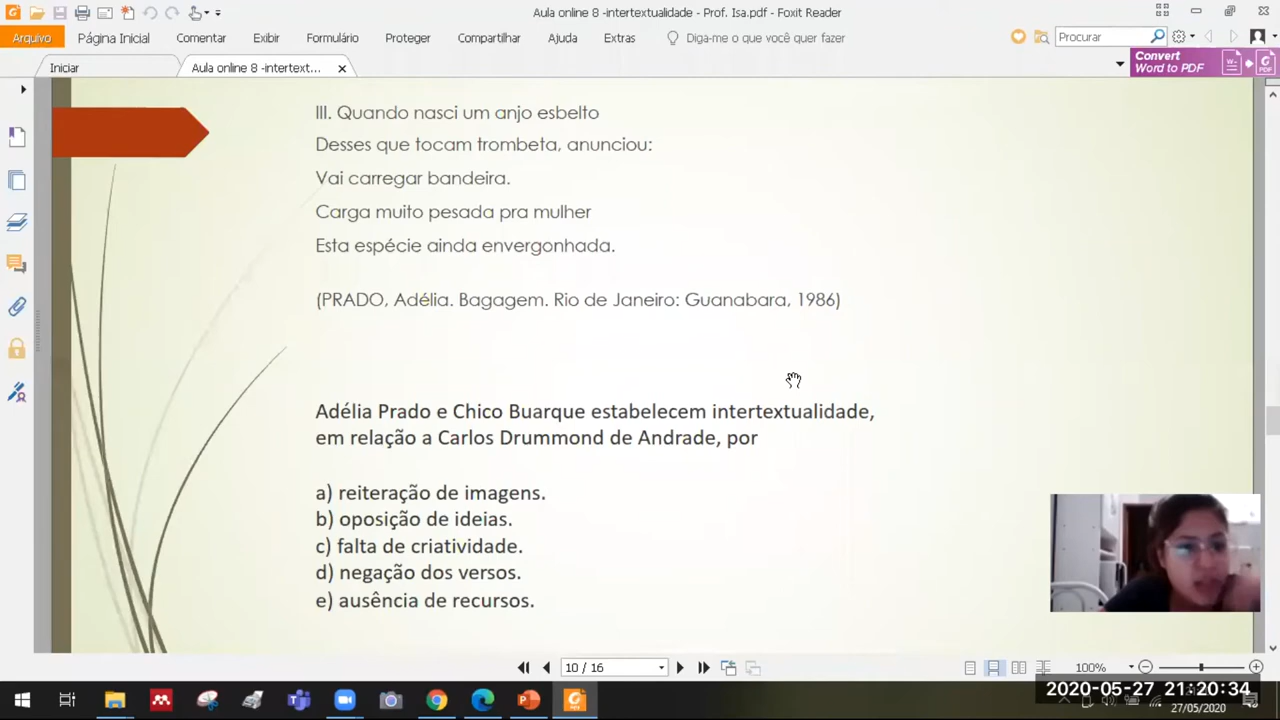 Aula online 8 -intertextualidade - Prof. Isa.pdf - Foxit Reader
Arquivo Página Inicial Comentar Exibir Formulário Proteger Compartilhar Ajuda Extras Diga-me o que você quer fazer Procurar
Iniciar Aula online 8 -intertext... Convert
Word to PDF
III. Quando nasci um anjo esbelto
Desses que tocam trombeta, anunciou:
Vai carregar bandeira.
Carga muito pesada pra mulher
Esta espécie ainda envergonhada.
(PRADO, Adélia. Bagagem. Rio de Janeiro: Guanabara, 1986)
Adélia Prado e Chico Buarque estabelecem intertextualidade,
em relação a Carlos Drummond de Andrade, por
a) reiteração de imagens.
b) oposição de ideias.
c) falta de criatividade.
d) negação dos versos.
e) ausência de recursos.
10 / 16 100%
2020-05-27 21:20:34
27/05/2020